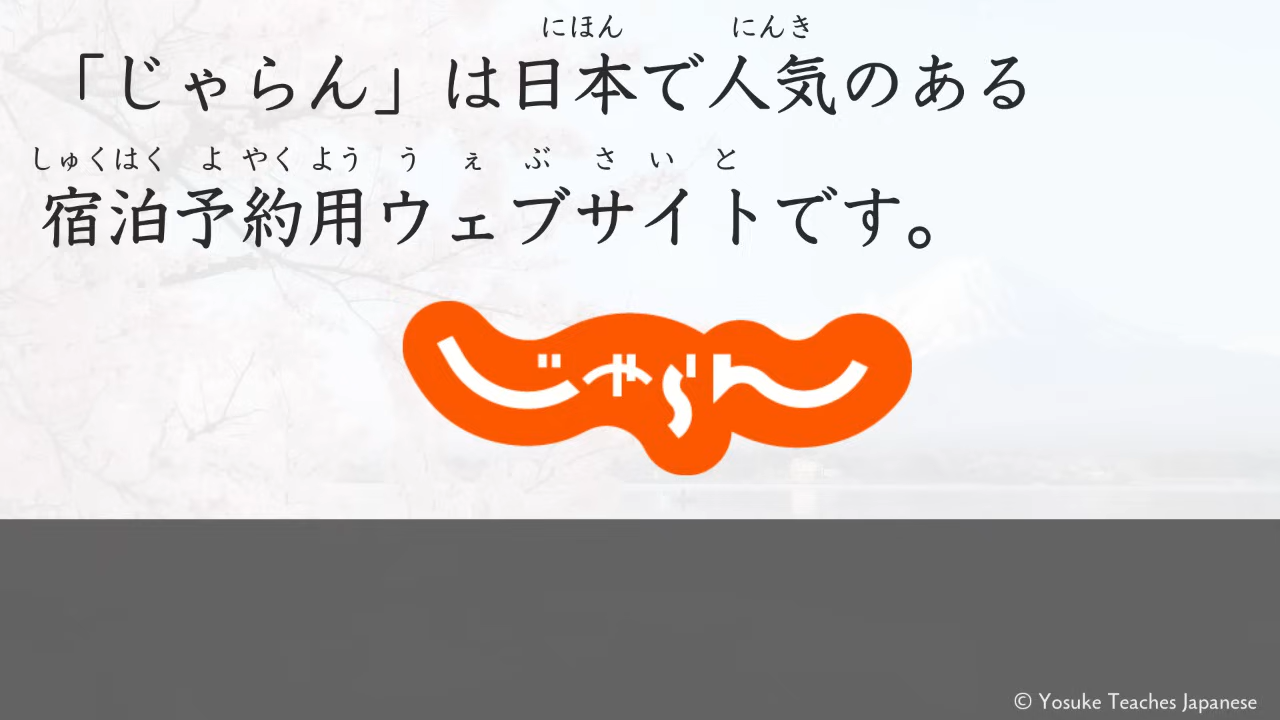 にほん にんき
「じゃらん」は日本で人気のある
しゅくはく よ やく よう う ぇ ぶ さ い と
宿泊予約用ウェブサイトです。
じゃらん
© Yosuke Teaches Japanese